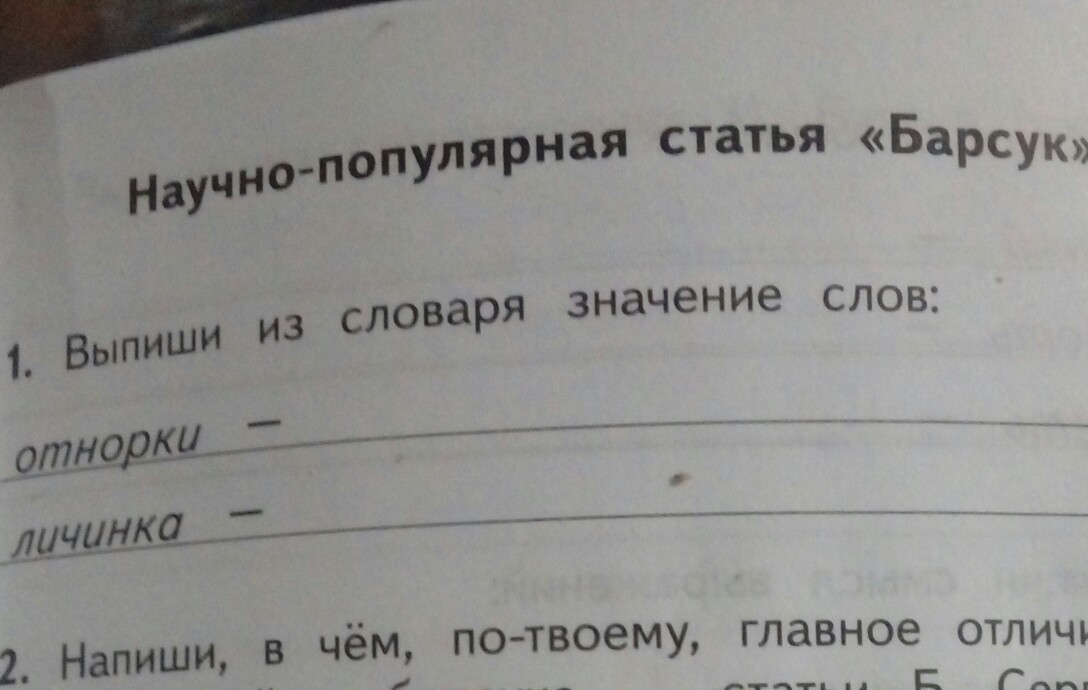 Научно-популярная статья «Барсук»
1. Выпиши из словаря значение слов:
отнорки —
личинка —
2. Напиши, в чём, по-твоему, главное отличи
статьи Б.